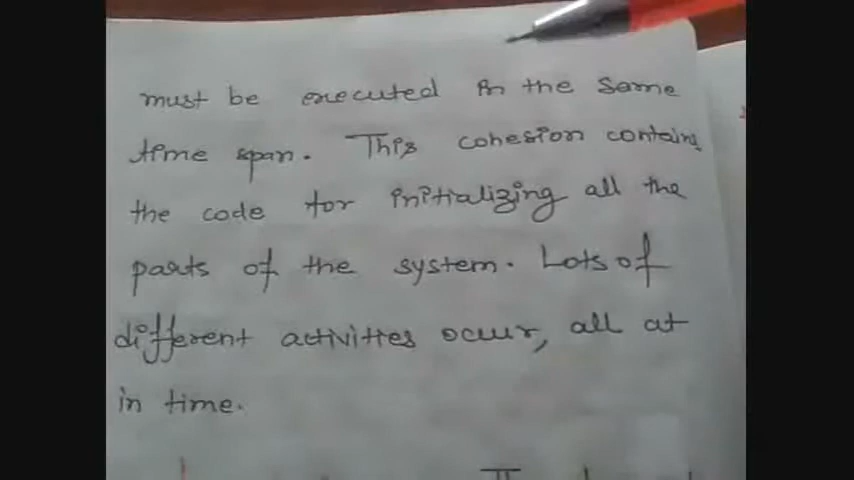 must be executed in the same
time span. This cohesion contains
the code for initializing all the
parts of the system. Lots of
different activities occur, all at
in time.